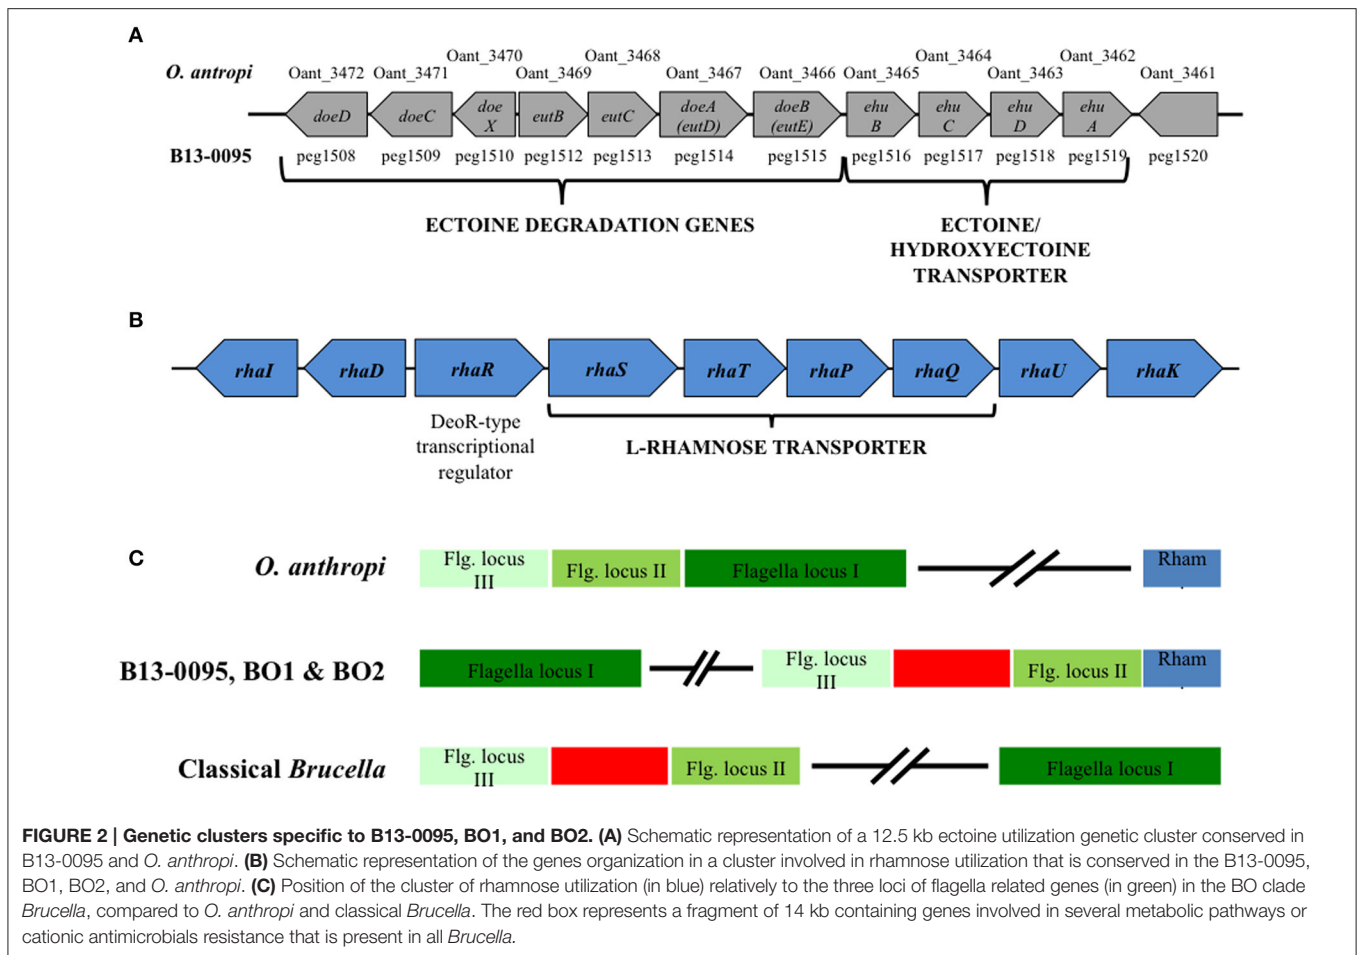 A
Oant_3470 Oant_3468 Oant_3464 Oant_3462
O. antropi Oant_3472 Oant_3471 Oant_3469 Oant_3467 Oant_3466 Oant_3465 Oant_3463 Oant_3461
doeD doeC doe X eutB eutC doeA (eutD) doeB (eutE) ehu B ehu C ehu D ehu A
B13-0095 peg1508 peg1509 peg1510 peg1512 peg1513 peg1514 peg1515 peg1516 peg1517 peg1518 peg1519 peg1520
ECTOINE DEGRADATION GENES
ECTOINE/
HYDROXYECTOINE
TRANSPORTER
B
rhaI rhaD rhaR rhaS rhaT rhaP rhaQ rhaU rhaK
DeoR-type
transcriptional
regulator
L-RHAMNOSE TRANSPORTER
C
O. anthropi Flg. locus III Flg. locus II Flagella locus I Rham.
B13-0095, BO1 & BO2 Flagella locus I Flg. locus III Flg. locus II Rham.
Classical Brucella Flg. locus III Flg. locus II Flagella locus I
FIGURE 2 | Genetic clusters specific to B13-0095, BO1, and BO2. (A) Schematic representation of a 12.5 kb ectoine utilization genetic cluster conserved in
B13-0095 and O. anthropi. (B) Schematic representation of the genes organization in a cluster involved in rhamnose utilization that is conserved in the B13-0095,
BO1, BO2, and O. anthropi. (C) Position of the cluster of rhamnose utilization (in blue) relatively to the three loci of flagella related genes (in green) in the BO clade
Brucella, compared to O. anthropi and classical Brucella. The red box represents a fragment of 14 kb containing genes involved in several metabolic pathways or
cationic antimicrobials resistance that is present in all Brucella.